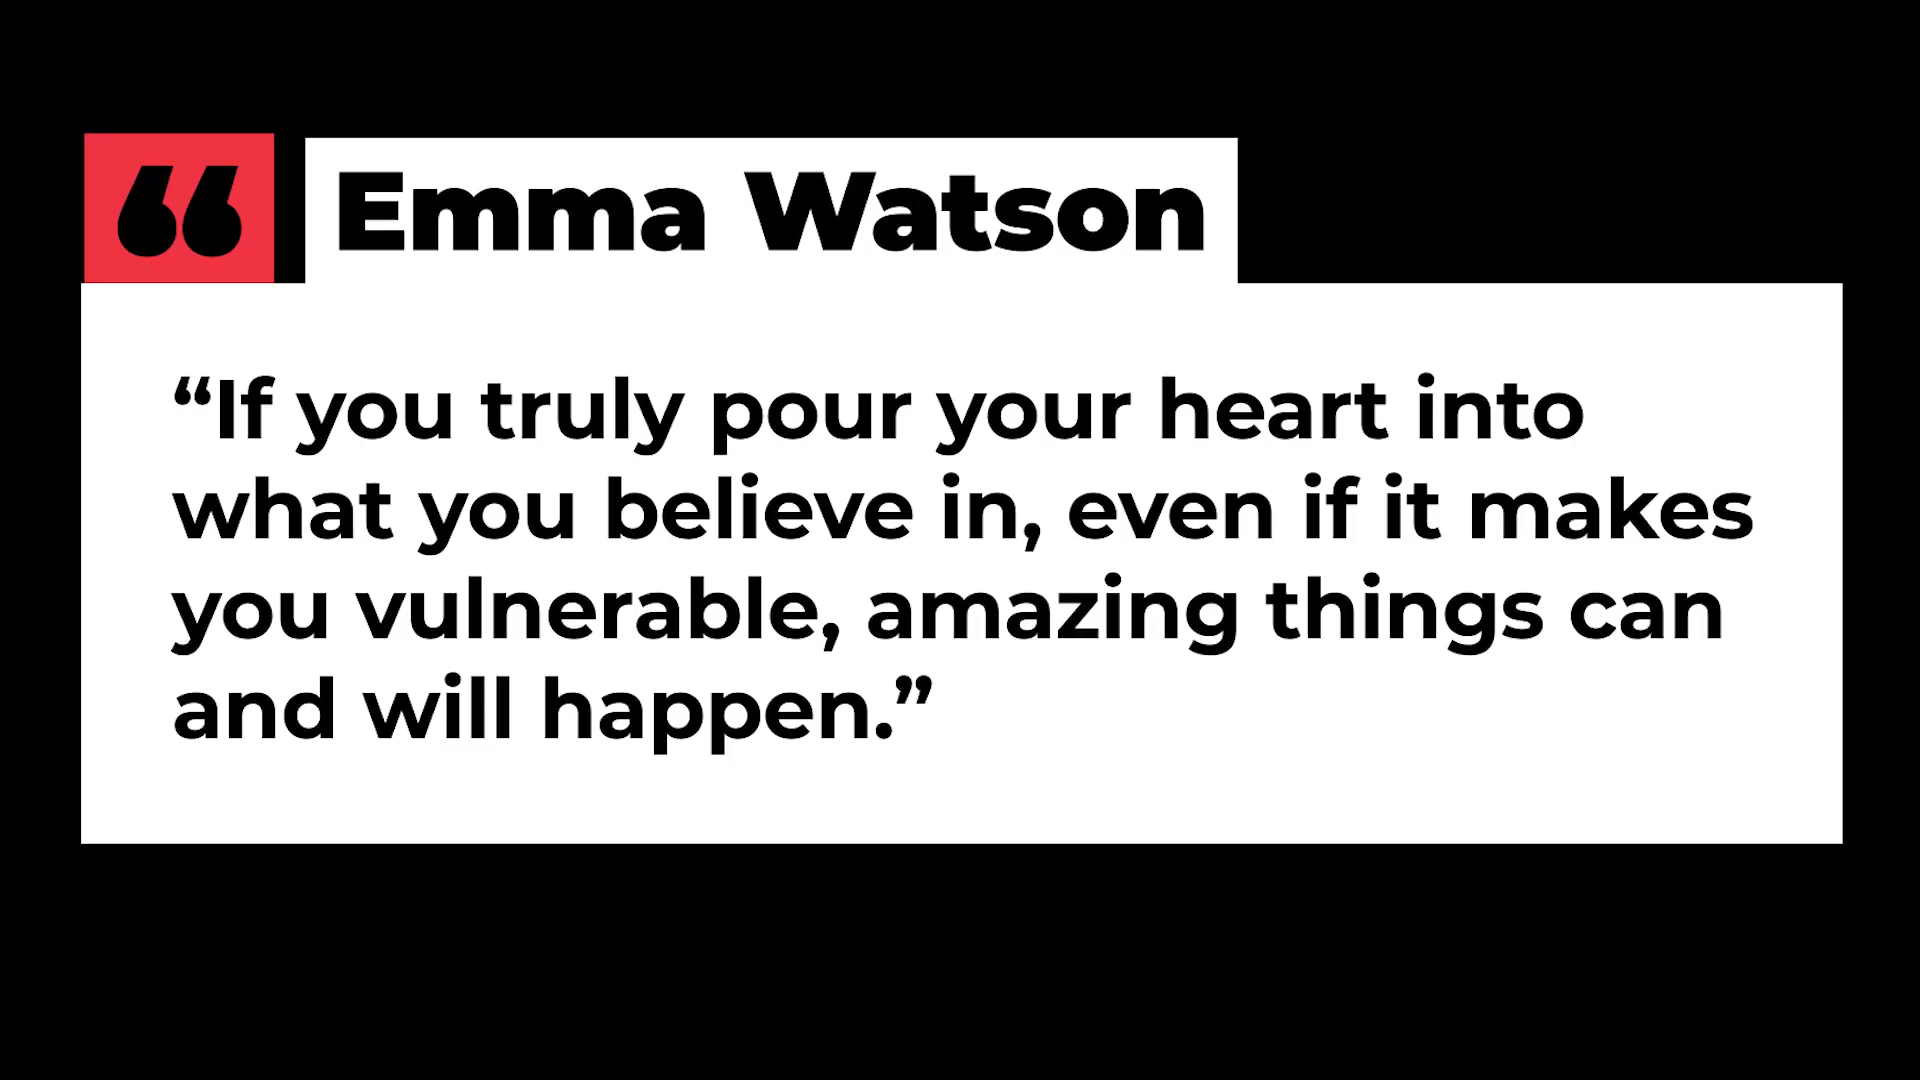 “
Emma Watson
“If you truly pour your heart into
what you believe in, even if it makes
you vulnerable, amazing things can
and will happen.”